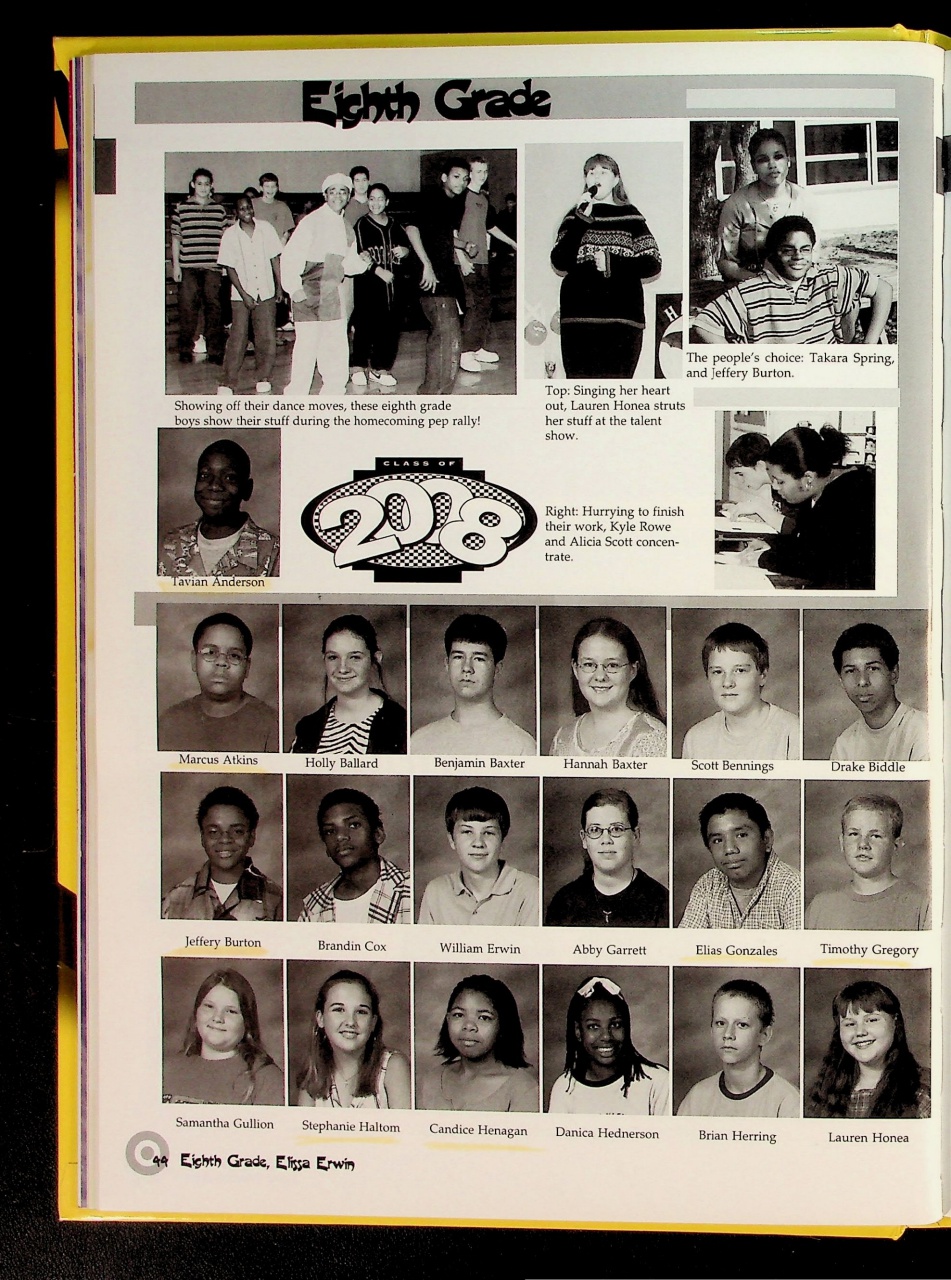 Eighth Grade
Showing off their dance moves, these eighth grade
boys show their stuff during the homecoming pep rally!
Top: Singing her heart
out, Lauren Honea struts
her stuff at the talent
show.
H
The people's choice: Takara Spring,
and Jeffery Burton.
Tavian Anderson
CLASS OF
2008
Right: Hurrying to finish
their work, Kyle Rowe
and Alicia Scott concen-
trate.
Marcus Atkins
Holly Ballard
Benjamin Baxter
Hannah Baxter
Scott Bennings
Drake Biddle
Jeffery Burton
Brandin Cox
William Erwin
Abby Garrett
Elias Gonzales
Timothy Gregory
Samantha Gullion
Stephanie Haltom
Candice Henagan
Danica Hednerson
Brian Herring
Lauren Honea
44 Eighth Grade, Elissa Erwin